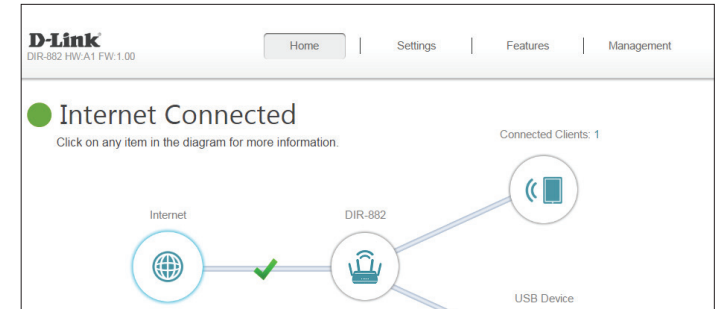 D-Link
DIR-882 HW:A1 FW:1.00
Home
Settings
Features
Management
Internet Connected
Click on any item in the diagram for more information.
Connected Clients: 1
Internet
DIR-882
USB Device